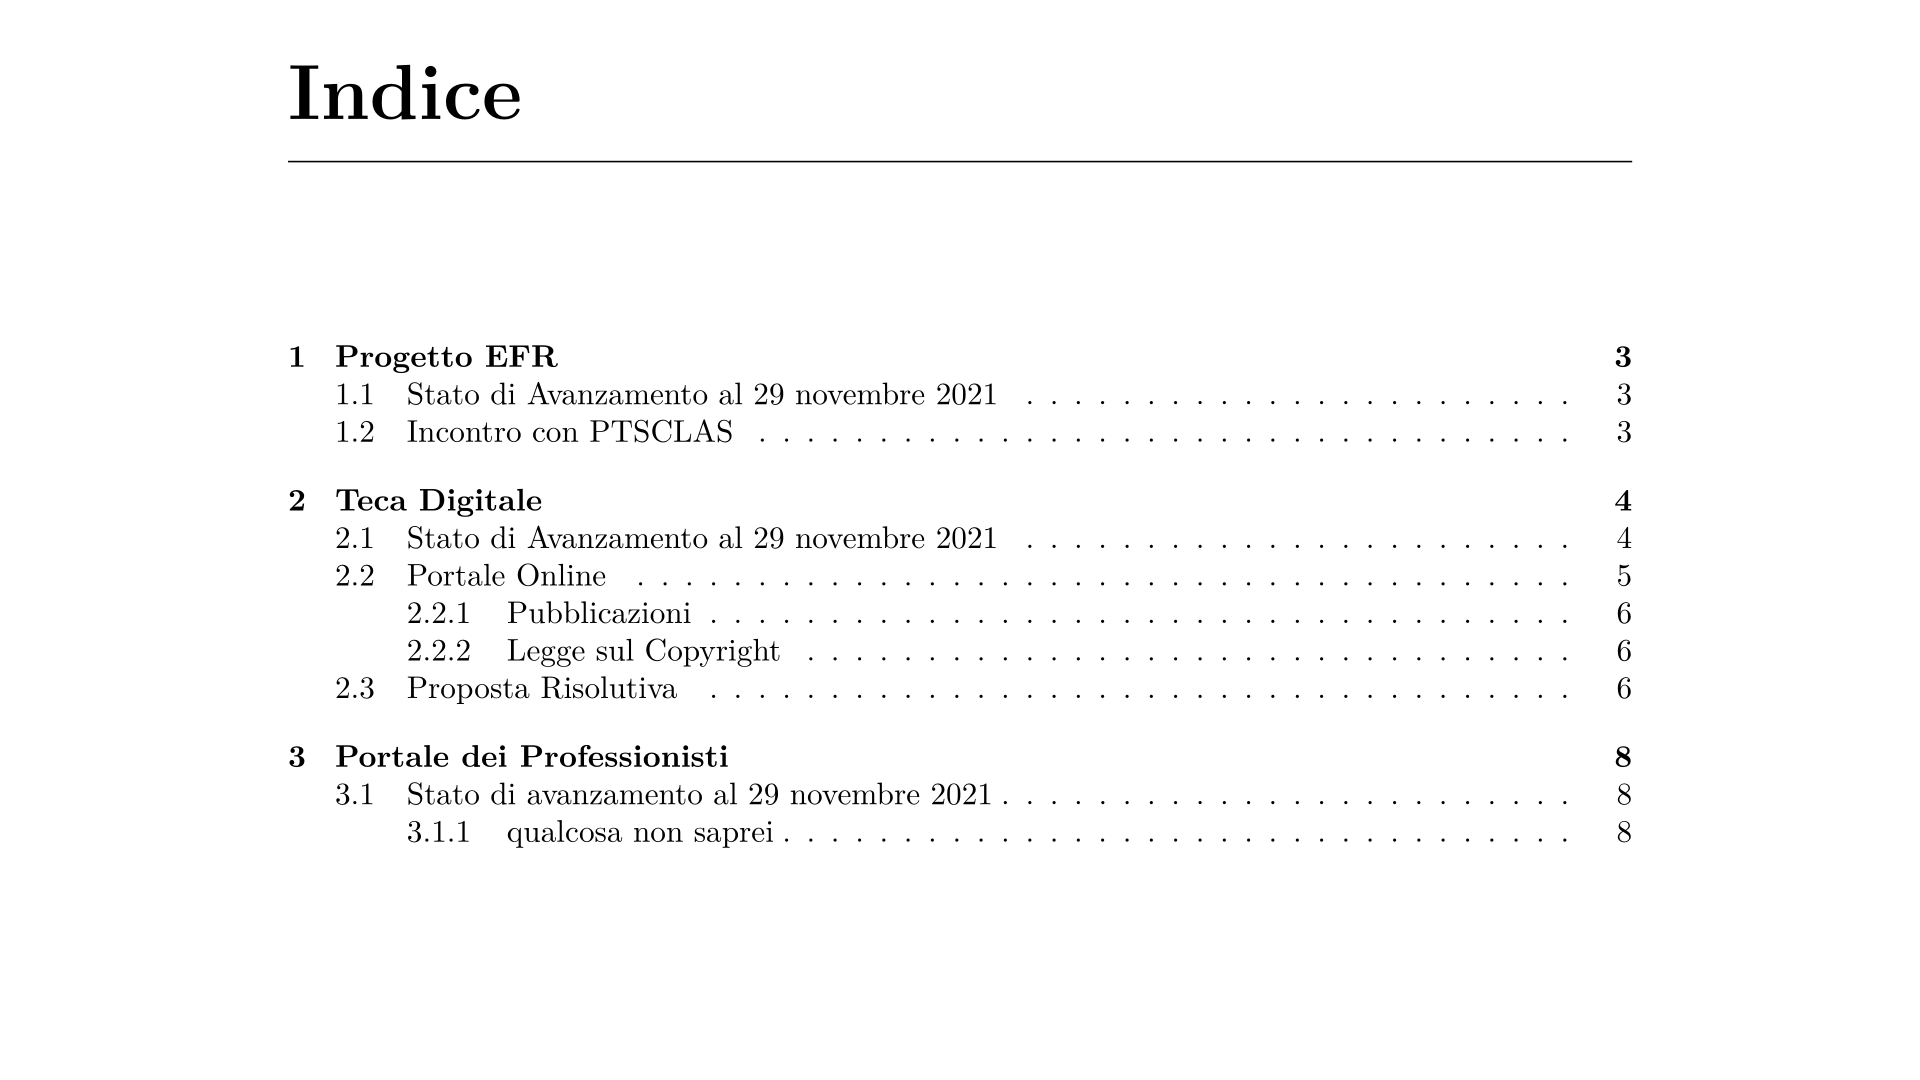 Indice
1 Progetto EFR 3
1.1 Stato di Avanzamento al 29 novembre 2021 . . . . . . . . . . . . . . . . . . . . . . . 3
1.2 Incontro con PTSCLAS . . . . . . . . . . . . . . . . . . . . . . . . . . . . . . . . . . 3
2 Teca Digitale 4
2.1 Stato di Avanzamento al 29 novembre 2021 . . . . . . . . . . . . . . . . . . . . . . . 4
2.2 Portale Online . . . . . . . . . . . . . . . . . . . . . . . . . . . . . . . . . . . . . . . 5
2.2.1 Pubblicazioni . . . . . . . . . . . . . . . . . . . . . . . . . . . . . . . . . . . . 6
2.2.2 Legge sul Copyright . . . . . . . . . . . . . . . . . . . . . . . . . . . . . . . . 6
2.3 Proposta Risolutiva . . . . . . . . . . . . . . . . . . . . . . . . . . . . . . . . . . . . 6
3 Portale dei Professionisti 8
3.1 Stato di avanzamento al 29 novembre 2021 . . . . . . . . . . . . . . . . . . . . . . . . 8
3.1.1 qualcosa non saprei . . . . . . . . . . . . . . . . . . . . . . . . . . . . . . . . . 8